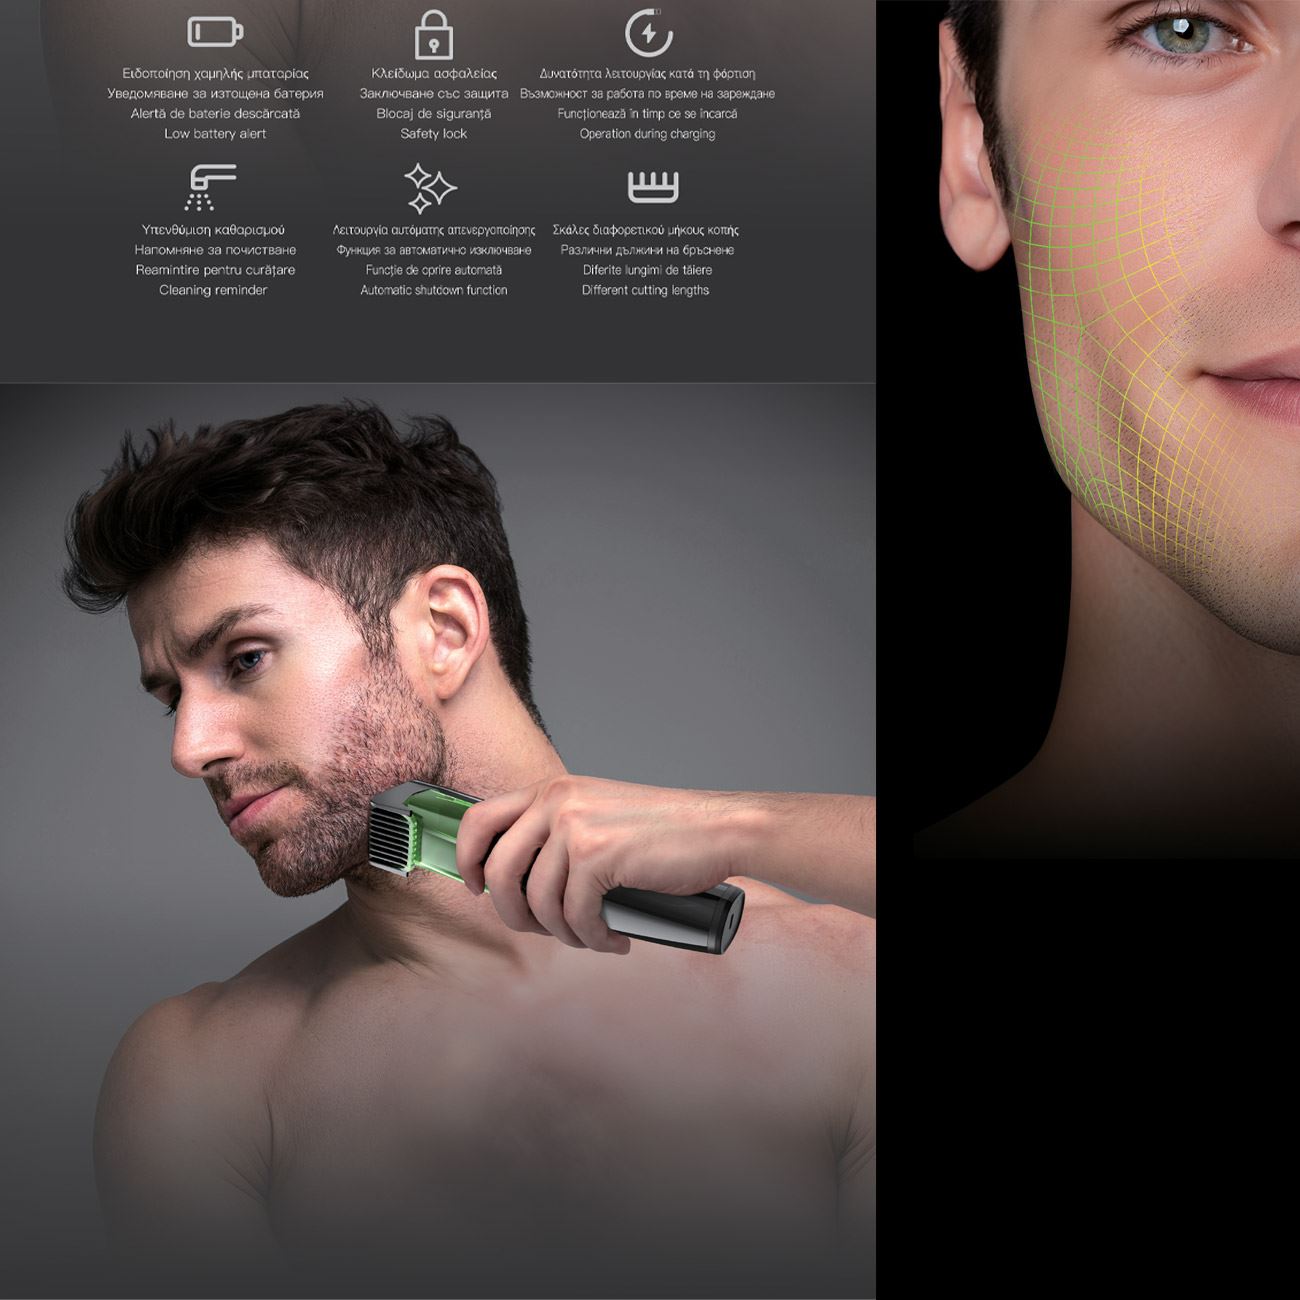 Ειδοποίηση χαμηλής μπαταρίας
Уведомяване за изтощена батерия
Alertă de baterie descărcată
Low battery alert
Κλείδωμα ασφαλείας
Заключване със защита
Blocaj de siguranță
Safety lock
Δυνατότητα λειτουργίας κατά τη φόρτιση
Възможност за работа по време на зареждане
Funcționează în timp ce se încarcă
Operation during charging
Υπενθύμιση καθαρισμού
Напомняне за почистване
Reamintire pentru curățare
Cleaning reminder
Λειτουργία αυτόματης απενεργοποίησης
Функция за автоматично изключване
Funcție de oprire automată
Automatic shutdown function
Σκάλες διαφορετικού μήκους κοπής
Различни дължини на бръснене
Diferite lungimi de tăiere
Different cutting lengths